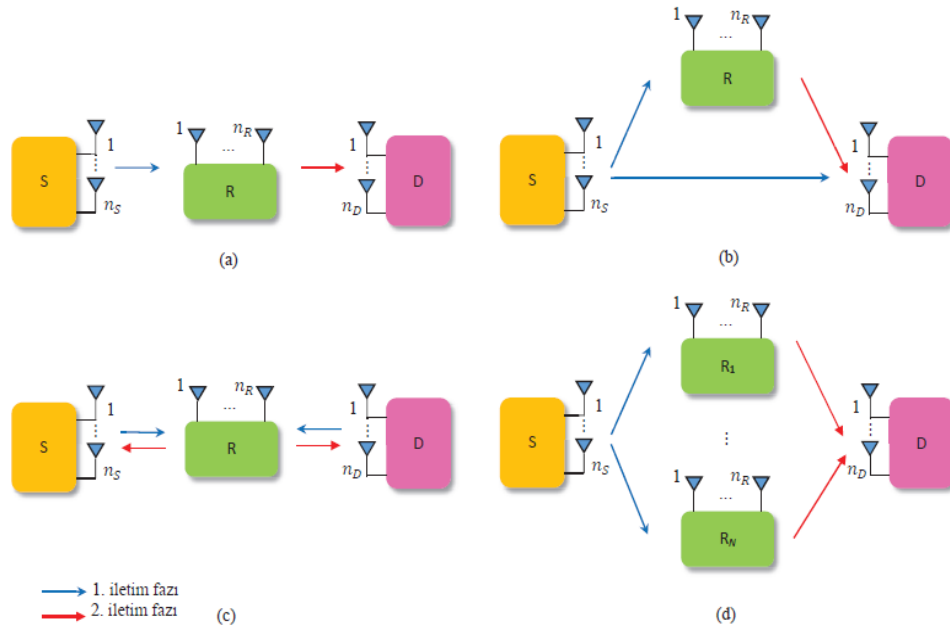 1 ... n_R
1
S
R
D
n_S
n_D
(a)
1 ... n_R
R
1
1
S
D
n_S
n_D
(b)
1 ... n_R
1
1
S
R
D
n_S
n_D
1. iletim fazı
2. iletim fazı
(c)
1 ... n_R
R₁
1
1
S
D
n_S
n_D
⋮
1 ... n_R
R_N
(d)